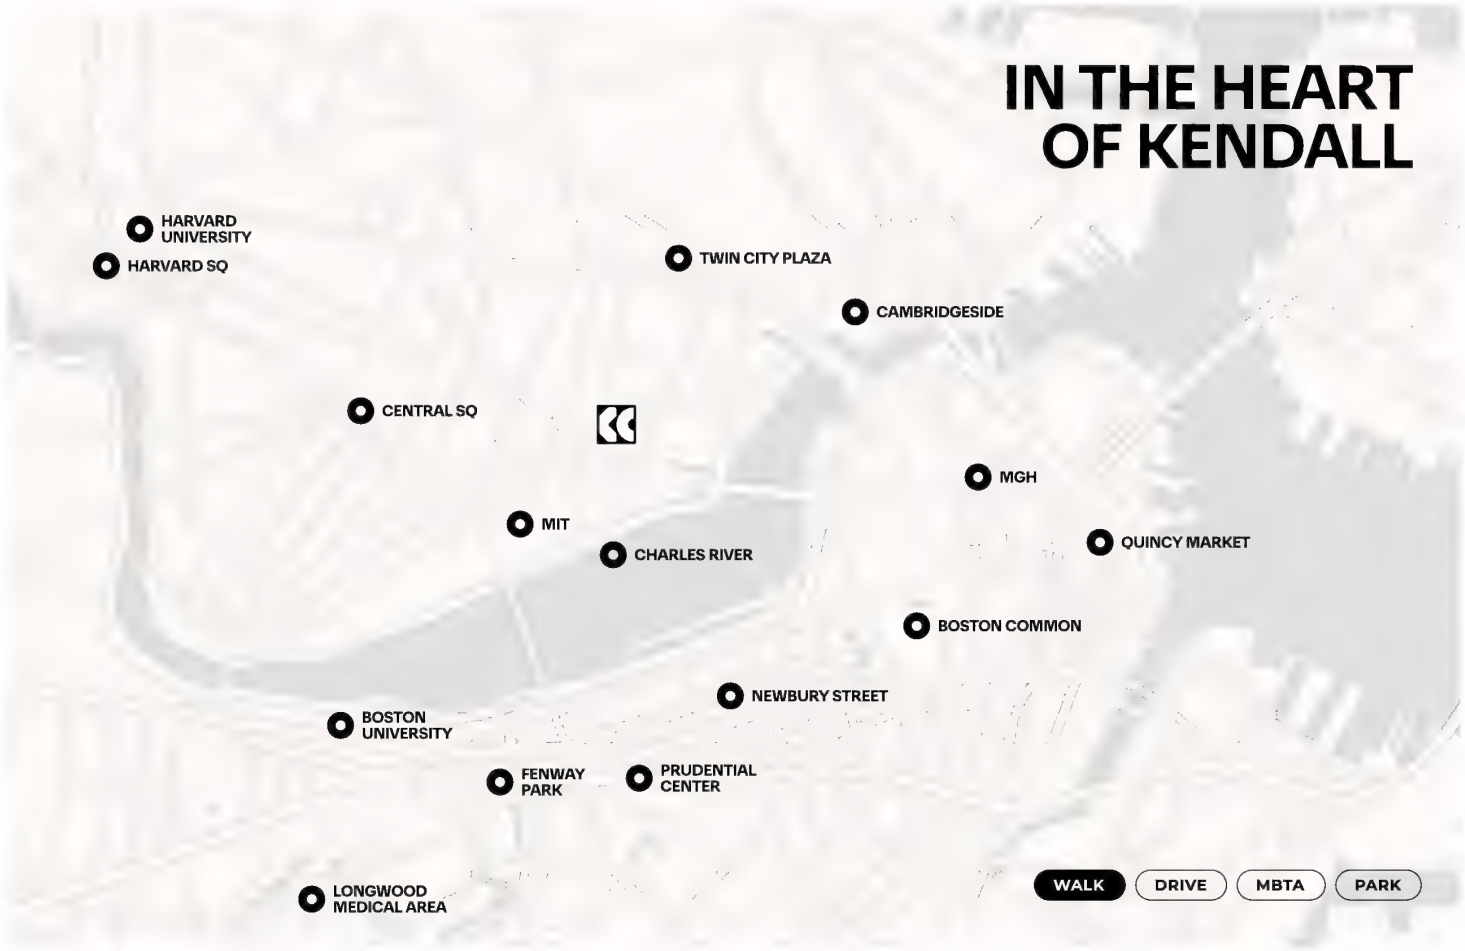 IN THE HEART
OF KENDALL
HARVARD
UNIVERSITY
HARVARD SQ
TWIN CITY PLAZA
CAMBRIDGESIDE
CENTRAL SQ
MGH
MIT
QUINCY MARKET
CHARLES RIVER
BOSTON COMMON
NEWBURY STREET
BOSTON
UNIVERSITY
FENWAY
PARK
PRUDENTIAL
CENTER
LONGWOOD
MEDICAL AREA
WALK
DRIVE
MBTA
PARK